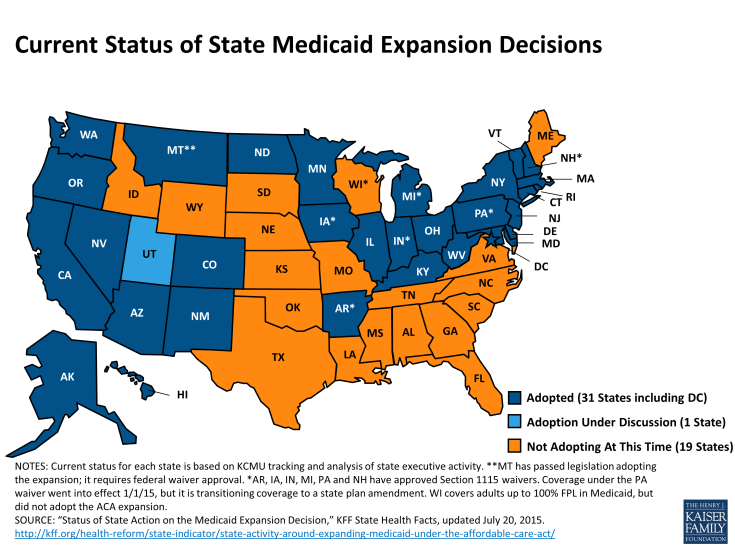 Current Status of State Medicaid Expansion Decisions
WA
MT**
ND
MN
VT
ME
NH*
OR
ID
SD
WI*
MI*
NY
MA
WY
RI
CT
IA*
PA*
NJ
NE
DE
NV
UT
IL
IN*
OH
MD
CO
WV
VA
DC
CA
KS
MO
KY
NC
TN
OK
AZ
NM
AR*
SC
MS
AL
GA
TX
LA
AK
FL
HI
Adopted (31 States including DC)
Adoption Under Discussion (1 State)
Not Adopting At This Time (19 States)
NOTES: Current status for each state is based on KCMU tracking and analysis of state executive activity. **MT has passed legislation adopting
the expansion; it requires federal waiver approval. *AR, IA, IN, MI, PA and NH have approved Section 1115 waivers. Coverage under the PA
waiver went into effect 1/1/15, but it is transitioning coverage to a state plan amendment. WI covers adults up to 100% FPL in Medicaid, but
did not adopt the ACA expansion.
SOURCE: “Status of State Action on the Medicaid Expansion Decision,” KFF State Health Facts, updated July 20, 2015.
http://kff.org/health-reform/state-indicator/state-activity-around-expanding-medicaid-under-the-affordable-care-act/
THE HENRY J.
KAISER
FAMILY
FOUNDATION